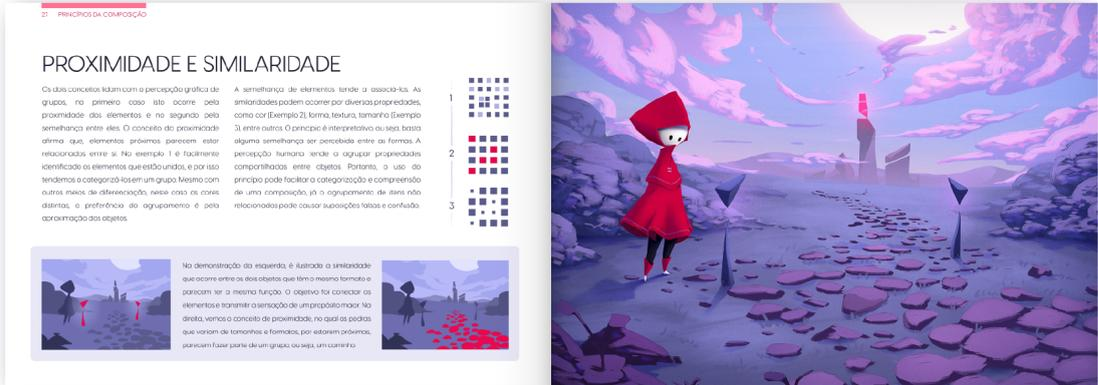 21 PRINCÍPIOS DA COMPOSIÇÃO
PROXIMIDADE E SIMILARIDADE
Os dois conceitos lidam com a percepção gráfica de
grupos, no primeiro caso isto ocorre pela
proximidade dos elementos e no segundo pela
semelhança entre eles. O conceito da proximidade
afirma que, elementos próximos parecem estar
relacionados entre si. No exemplo 1 é facilmente
identificado os elementos que estão unidos, e por isso
tendemos a categorizá-los em um grupo. Mesmo com
outros meios de diferenciação, nesse caso as cores
distintas, a preferência do agrupamento é pela
aproximação dos objetos.
A semelhança de elementos tende a associá-los. As
similaridades podem ocorrer por diversas propriedades,
como cor (Exemplo 2), forma, textura, tamanho (Exemplo
3), entre outros. O princípio é interpretativo ou seja, basta
alguma semelhança ser percebida entre as formas. A
percepção humana tende a agrupar propriedades
compartilhadas entre objetos. Portanto, o uso do
princípio pode facilitar a categorização e compreensão
de uma composição, já o agrupamento de itens não
relacionados pode causar suposições falsas e confusão.
1
2
3
Na demonstração da esquerda, é ilustrada a similaridade
que ocorre entre os dois objetos que têm o mesmo formato e
parecem ter a mesma função. O objetivo foi conectar os
elementos e transmitir a sensação de um propósito maior. Na
direita, vemos o conceito de proximidade, no qual as pedras
que variam de tamanhos e formatos, por estarem próximas,
parecem fazer parte de um grupo, ou seja, um caminho.